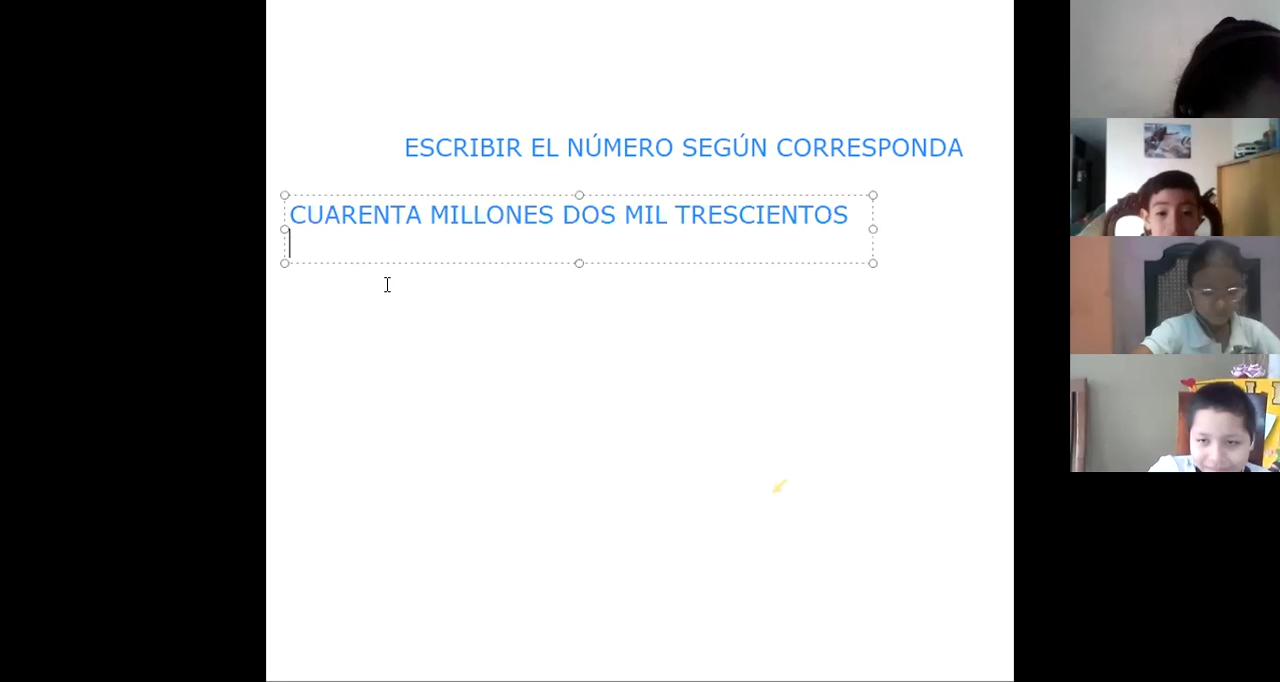 ESCRIBIR EL NÚMERO SEGÚN CORRESPONDA
CUARENTA MILLONES DOS MIL TRESCIENTOS